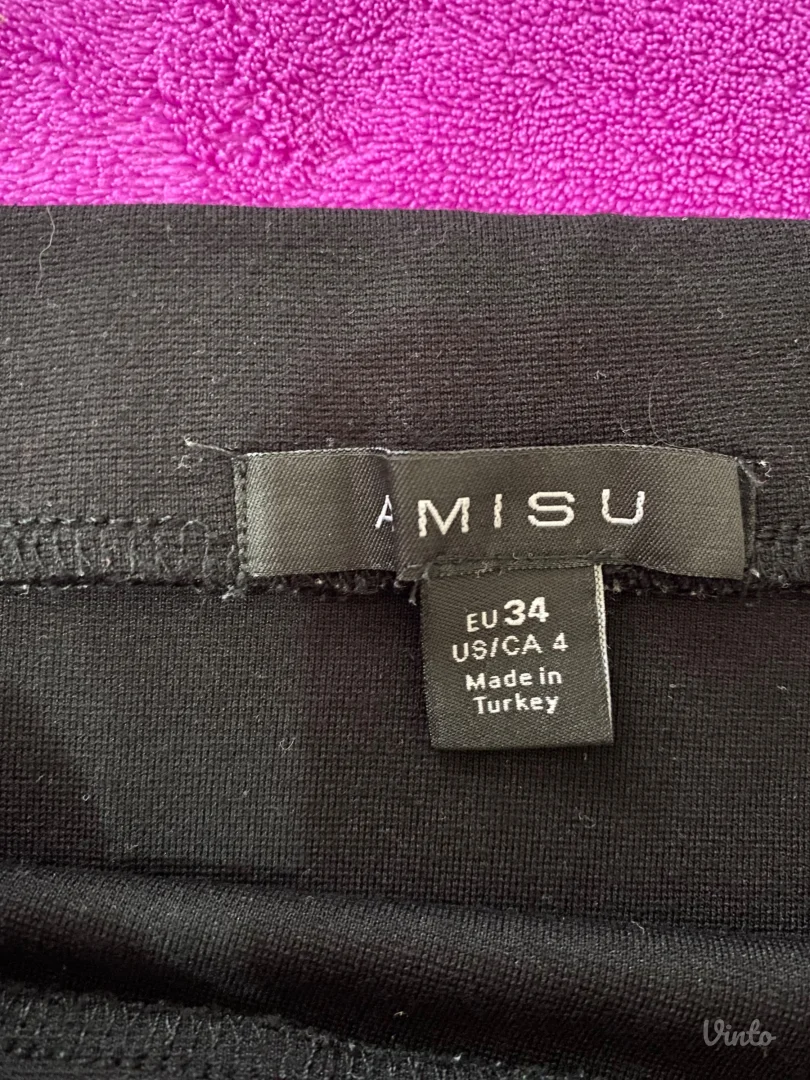 AMISU
EU 34
US/CA 4
Made in
Turkey
Vinto